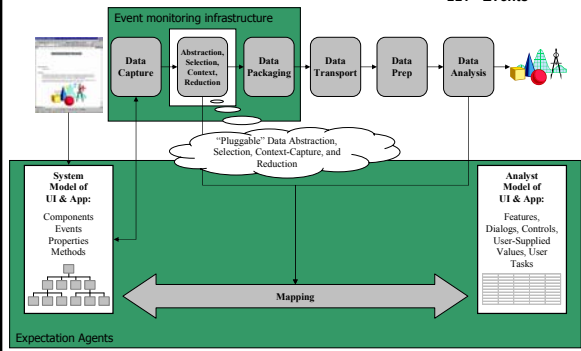 Event monitoring infrastructure
Data
Capture
Abstraction,
Selection,
Context,
Reduction
Data
Packaging
Data
Transport
Data
Prep
Data
Analysis
“Pluggable” Data Abstraction,
Selection, Context-Capture, and
Reduction
System
Model of
UI & App:
Components
Events
Properties
Methods
Analyst
Model of
UI & App:
Features,
Dialogs, Controls,
User-Supplied
Values, User
Tasks
Mapping
Expectation Agents